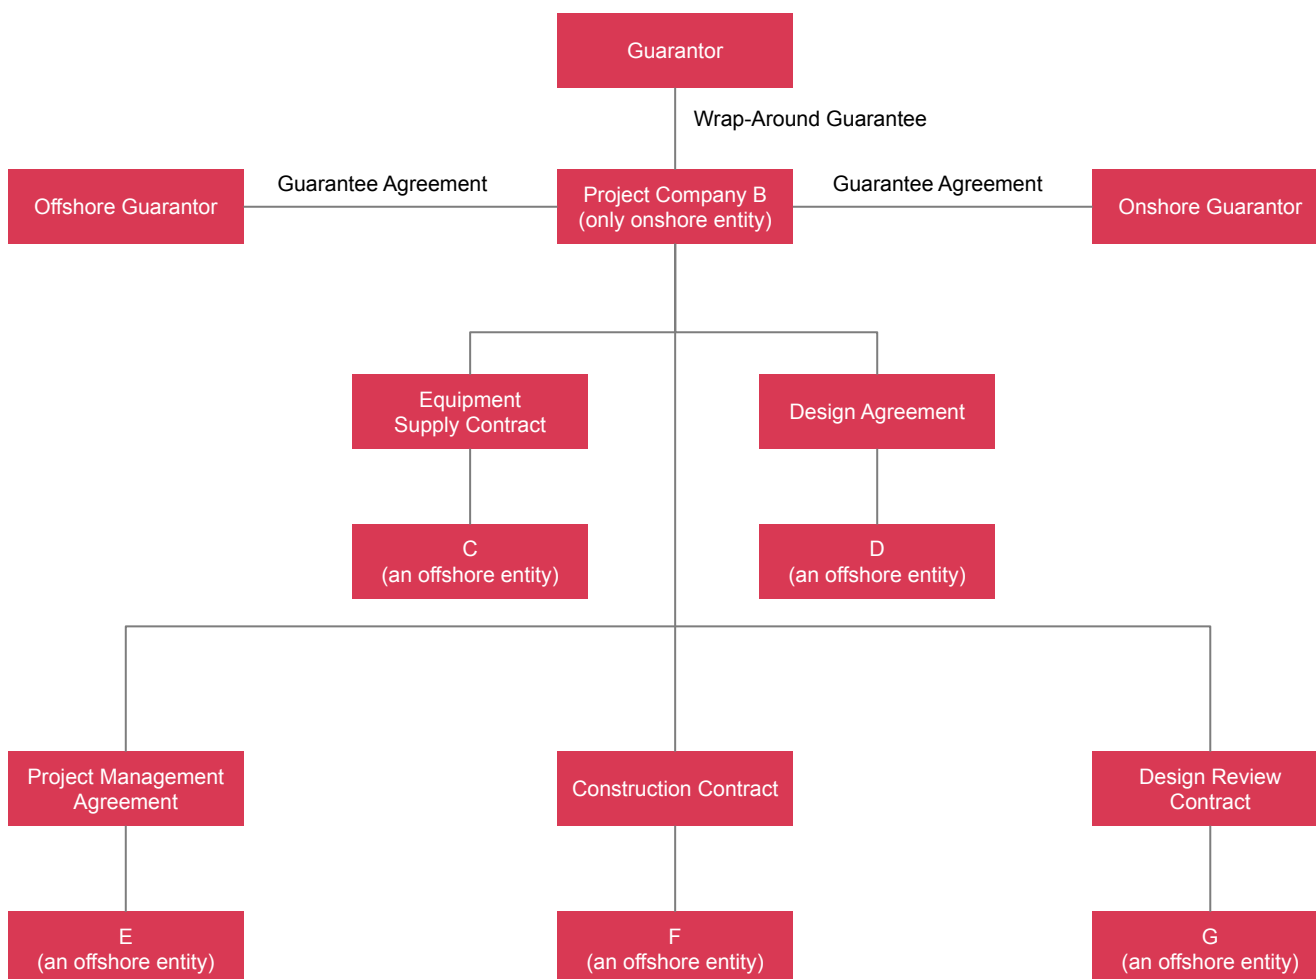 Guarantor
Wrap-Around Guarantee
Offshore Guarantor
Guarantee Agreement
Project Company B
(only onshore entity)
Guarantee Agreement
Onshore Guarantor
Equipment
Supply Contract
Design Agreement
C
(an offshore entity)
D
(an offshore entity)
Project Management
Agreement
Construction Contract
Design Review
Contract
E
(an offshore entity)
F
(an offshore entity)
G
(an offshore entity)